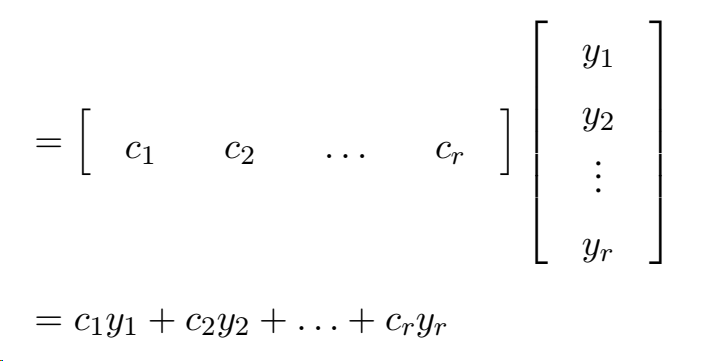 = [ c₁ c₂ … cᵣ ] [ y₁ y₂ ⋮ yᵣ ]
= c₁y₁ + c₂y₂ + … + cᵣyᵣ